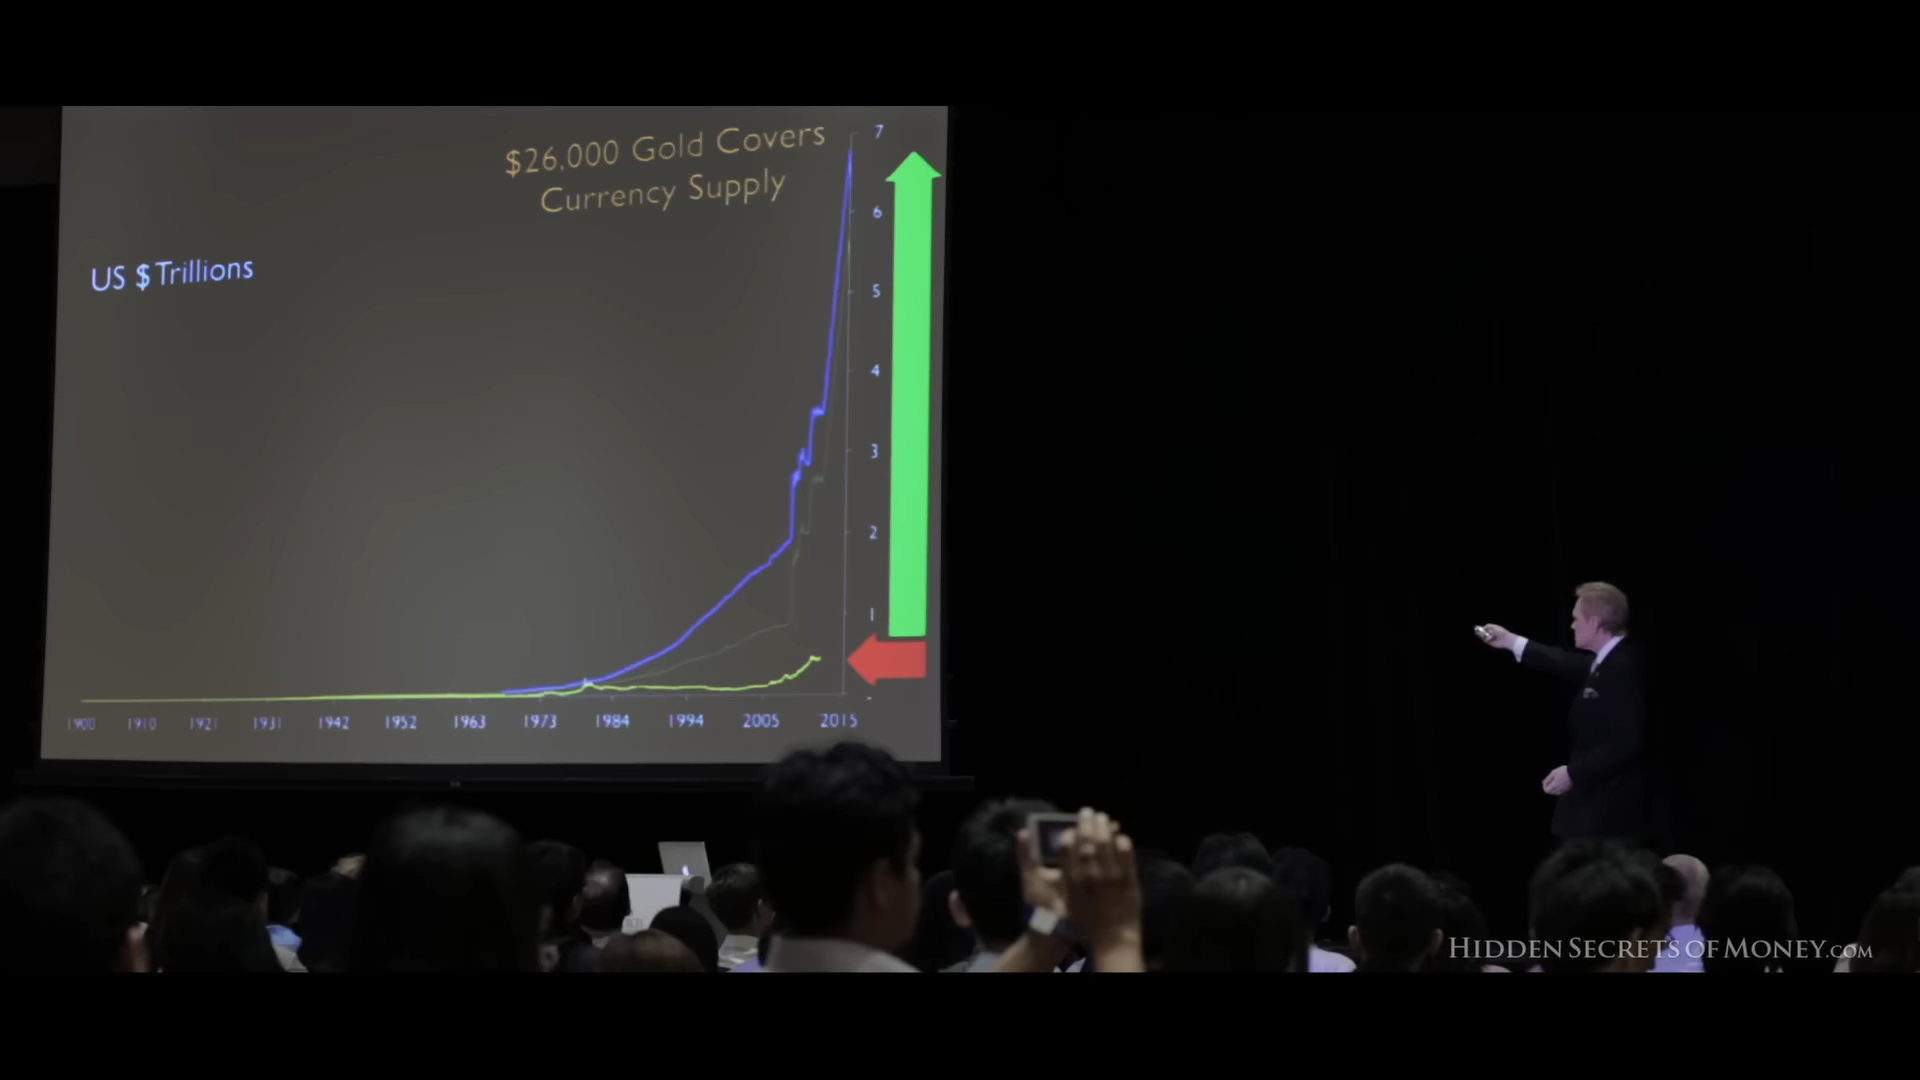 $26,000 Gold Covers
Currency Supply
US $ Trillions
7
6
5
4
3
2
1
-
1900 1910 1921 1931 1942 1952 1963 1973 1984 1994 2005 2015
HIDDEN SECRETS OF MONEY.COM